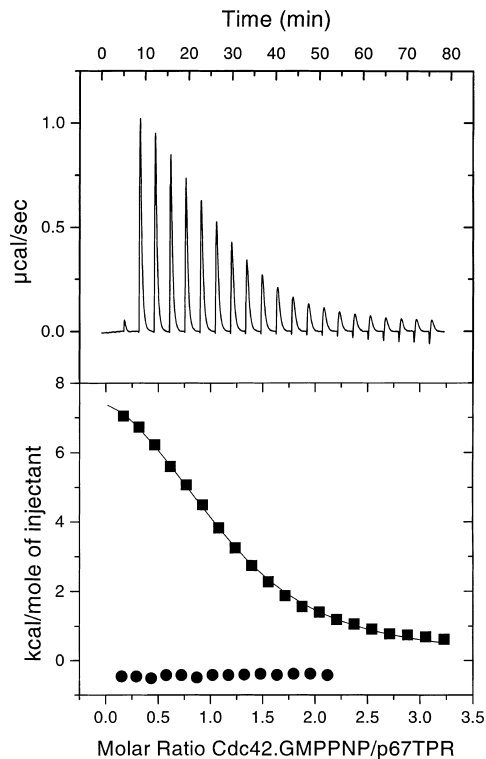 Time (min)
0 10 20 30 40 50 60 70 80
1.0
0.5
0.0
µcal/sec
8
6
4
2
0
kcal/mole of injectant
0.0 0.5 1.0 1.5 2.0 2.5 3.0 3.5
Molar Ratio Cdc42.GMPPNP/p67TPR